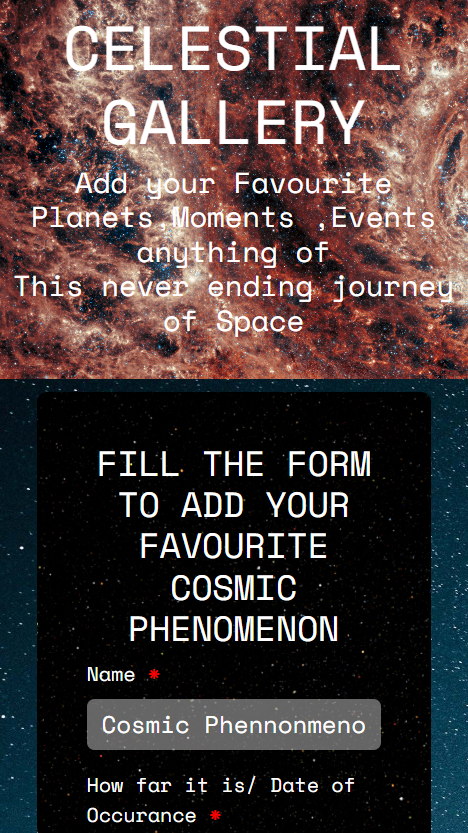 CELESTIAL
GALLERY
Add your Favourite
Planets,Moments ,Events
anything of
This never ending journey
of Space
FILL THE FORM
TO ADD YOUR
FAVOURITE
COSMIC
PHENOMENON
Name *
Cosmic Phennonmeno
How far it is/ Date of
Occurance *